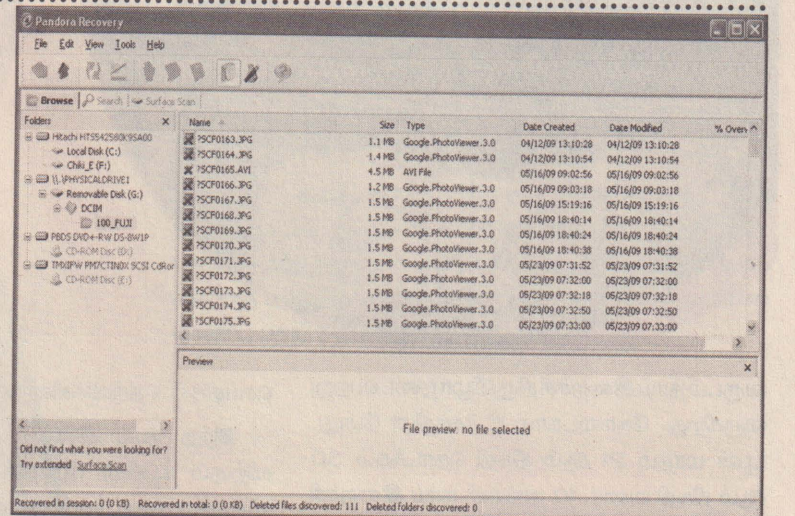 Pandora Recovery
File Edit View Tools Help
Browse Search Surface Scan
Folders X
Hitachi HTS542580K9SA00
Local Disk (C:)
Chiki_E (F:)
\\.\PHYSICALDRIVE1
Removable Disk (G:)
DCIM
100_FUJI
PBDS DVD+-RW DS-8W1P
CD-ROM Disc (D:)
TMXIFW PM7CTIN0X SCSI CdRor
CD-ROM Disc (E:)
Did not find what you were looking for?
Try extended Surface Scan
Name Size Type Date Created Date Modified % Overv
?SCF0163.JPG 1.1 MB Google.PhotoViewer.3.0 04/12/09 13:10:28 04/12/09 13:10:28
?SCF0164.JPG 1.4 MB Google.PhotoViewer.3.0 04/12/09 13:10:54 04/12/09 13:10:54
?SCF0165.AVI 4.5 MB AVI File 05/16/09 09:02:56 05/16/09 09:02:56
?SCF0166.JPG 1.2 MB Google.PhotoViewer.3.0 05/16/09 09:03:18 05/16/09 09:03:18
?SCF0167.JPG 1.5 MB Google.PhotoViewer.3.0 05/16/09 15:19:16 05/16/09 15:19:16
?SCF0168.JPG 1.5 MB Google.PhotoViewer.3.0 05/16/09 18:40:14 05/16/09 18:40:14
?SCF0169.JPG 1.5 MB Google.PhotoViewer.3.0 05/16/09 18:40:24 05/16/09 18:40:24
?SCF0170.JPG 1.5 MB Google.PhotoViewer.3.0 05/16/09 18:40:38 05/16/09 18:40:38
?SCF0171.JPG 1.5 MB Google.PhotoViewer.3.0 05/23/09 07:31:52 05/23/09 07:31:52
?SCF0172.JPG 1.5 MB Google.PhotoViewer.3.0 05/23/09 07:32:00 05/23/09 07:32:00
?SCF0173.JPG 1.5 MB Google.PhotoViewer.3.0 05/23/09 07:32:18 05/23/09 07:32:18
?SCF0174.JPG 1.5 MB Google.PhotoViewer.3.0 05/23/09 07:32:50 05/23/09 07:32:50
?SCF0175.JPG 1.5 MB Google.PhotoViewer.3.0 05/23/09 07:33:00 05/23/09 07:33:00
Preview X
File preview: no file selected
Recovered in session: 0 (0 KB) Recovered in total: 0 (0 KB) Deleted files discovered: 111 Deleted folders discovered: 0